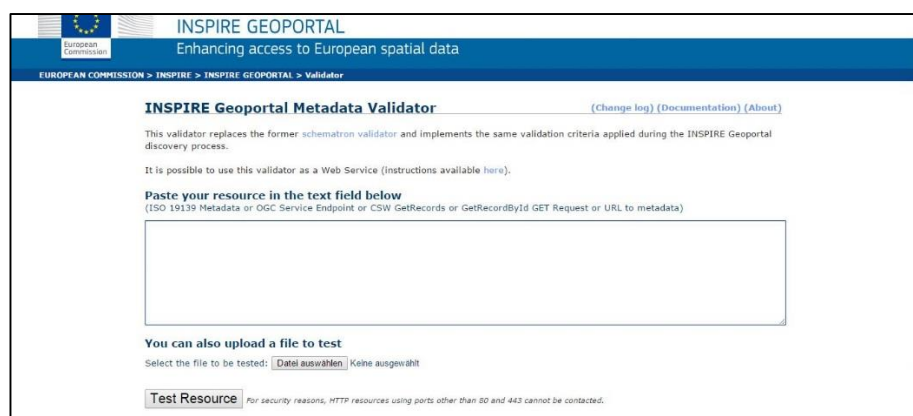 INSPIRE GEOPORTAL
European
Commission
Enhancing access to European spatial data
EUROPEAN COMMISSION > INSPIRE > INSPIRE GEOPORTAL > Validator
INSPIRE Geoportal Metadata Validator
(Change log) (Documentation) (About)
This validator replaces the former schematron validator and implements the same validation criteria applied during the INSPIRE Geoportal
discovery process.
It is possible to use this validator as a Web Service (instructions available here).
Paste your resource in the text field below
(ISO 19139 Metadata or OGC Service Endpoint or CSW GetRecords or GetRecordById GET Request or URL to metadata)
You can also upload a file to test
Select the file to be tested: Datei auswählen Keine ausgewählt
Test Resource For security reasons, HTTP resources using ports other than 80 and 443 cannot be contacted.